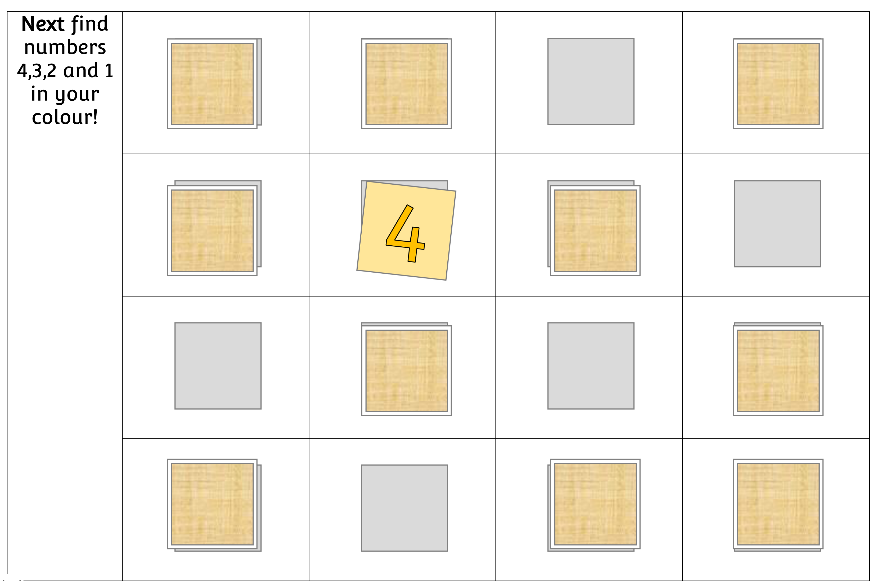 Next find
numbers
4,3,2 and 1
in your
colour!
4